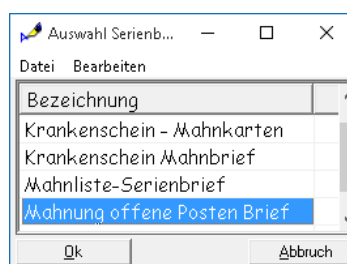 Auswahl Serienb...
Datei Bearbeiten
Bezeichnung
Krankenschein - Mahnkarten
Krankenschein Mahnbrief
Mahnliste-Serienbrief
Mahnung offene Posten Brief
Ok Abbruch